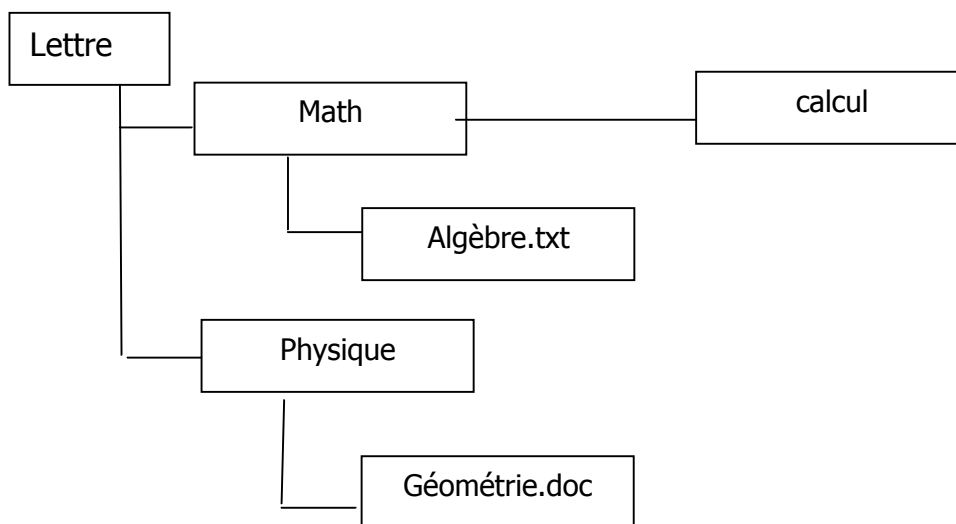 Lettre
Math
calcul
Algèbre.txt
Physique
Géométrie.doc